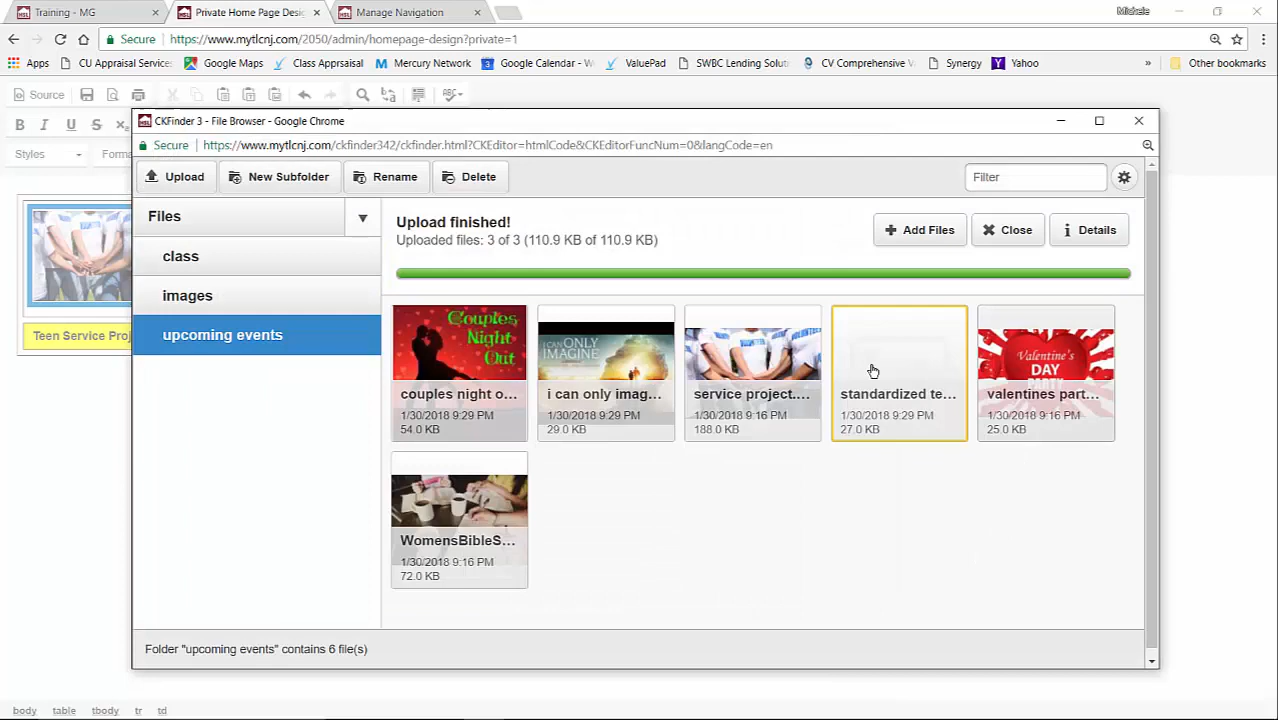 Training - MG
Private Home Page Desi
Manage Navigation
Michele
Secure
https://www.mytlcnj.com/2050/admin/homepage-design?private=1
Apps
CU Appraisal Service
Google Maps
Class Appraisal
Mercury Network
Google Calendar - W
ValuePad
SWBC Lending Soluti
CV Comprehensive V
Synergy
Yahoo
»
Other bookmarks
Source
B I U S x
Styles
Forma
CKFinder 3 - File Browser - Google Chrome
Secure
https://www.mytlcnj.com/ckfinder342/ckfinder.html?CKEditor=htmlCode&CKEditorFuncNum=0&langCode=en
Upload
New Subfolder
Rename
Delete
Filter
Files
class
images
upcoming events
Upload finished!
Uploaded files: 3 of 3 (110.9 KB of 110.9 KB)
Add Files
Close
Details
Couples
Night
Out
couples night o...
1/30/2018 9:29 PM
54.0 KB
I CAN ONLY
IMAGINE
i can only imag...
1/30/2018 9:29 PM
29.0 KB
service project....
1/30/2018 9:16 PM
188.0 KB
standardized te...
1/30/2018 9:29 PM
27.0 KB
Valentine's
DAY
PARTY
valentines part...
1/30/2018 9:16 PM
25.0 KB
WomensBibleS...
1/30/2018 9:16 PM
72.0 KB
Teen Service Proj
Folder "upcoming events" contains 6 file(s)
body table tbody tr td